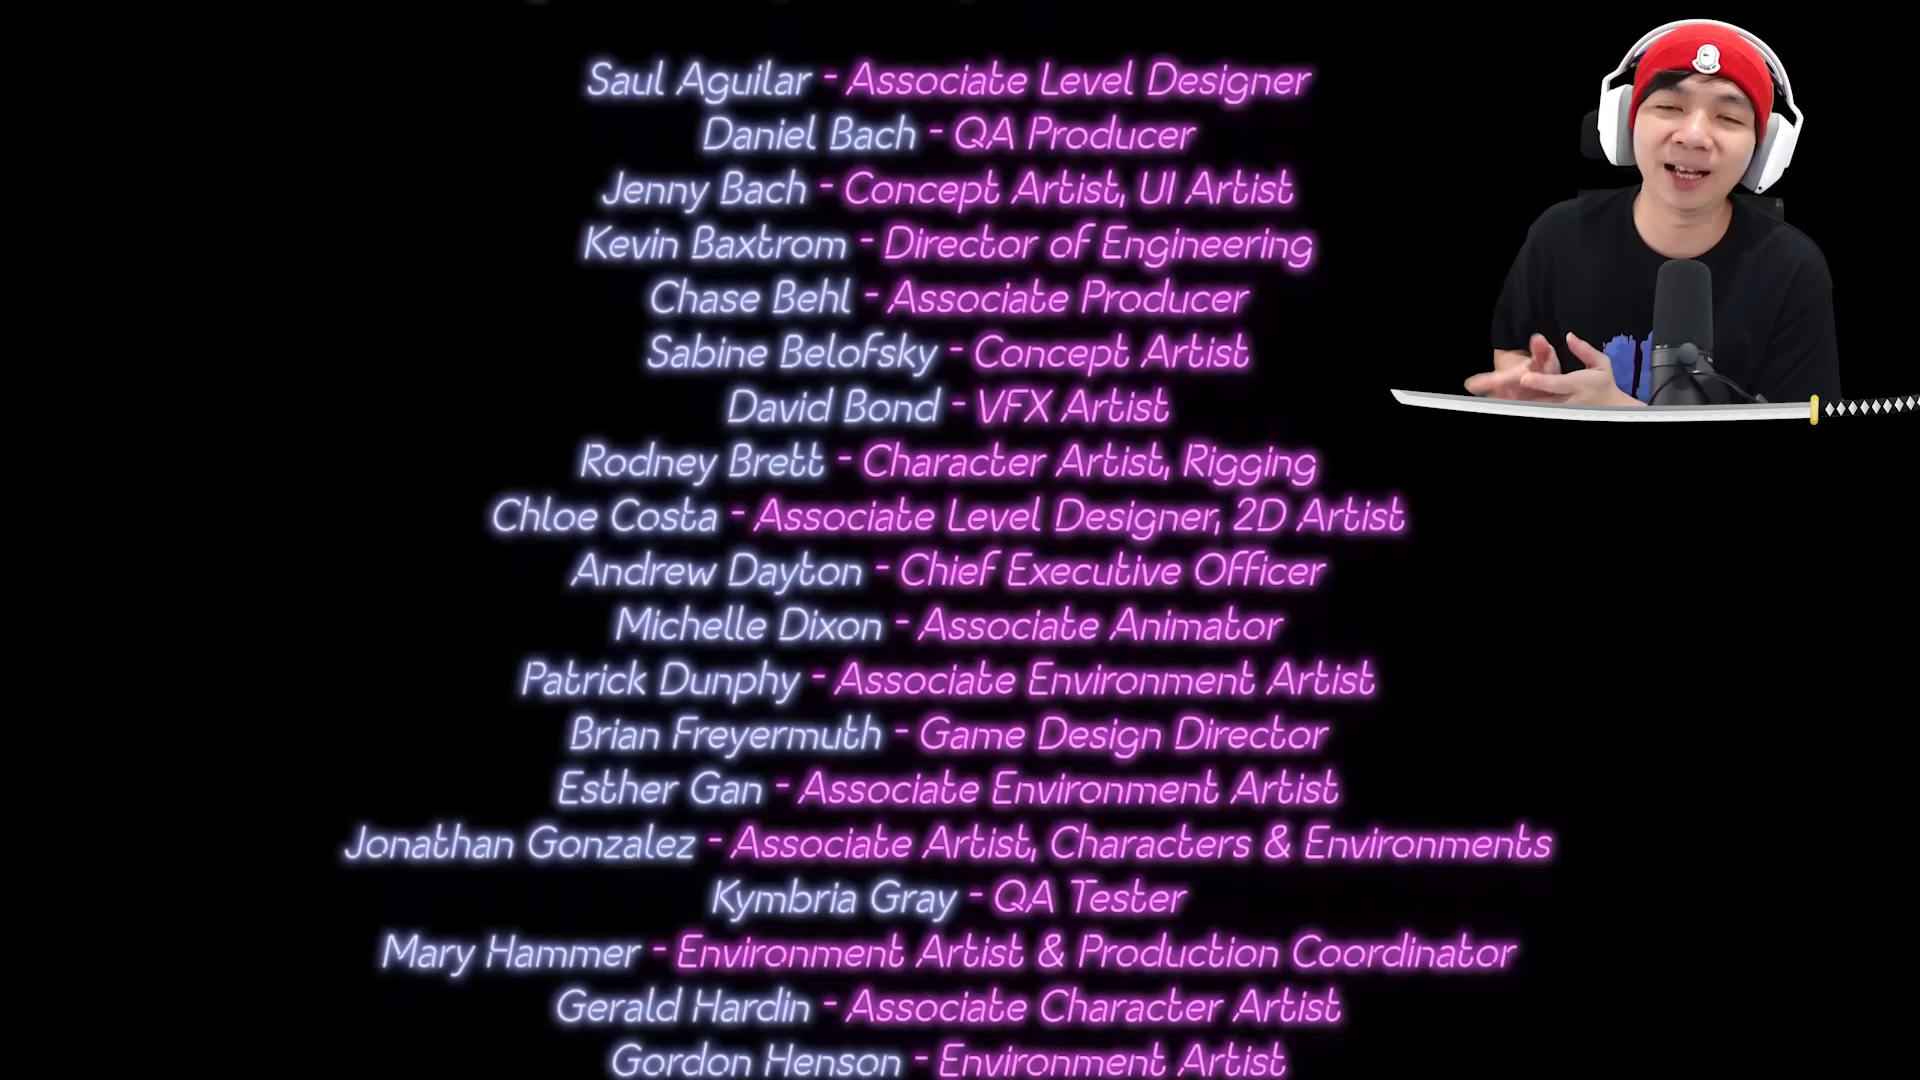 Saul Aguilar - Associate Level Designer
Daniel Bach - QA Producer
Jenny Bach - Concept Artist, UI Artist
Kevin Baxtrom - Director of Engineering
Chase Behl - Associate Producer
Sabine Belofsky - Concept Artist
David Bond - VFX Artist
Rodney Brett - Character Artist, Rigging
Chloe Costa - Associate Level Designer, 2D Artist
Andrew Dayton - Chief Executive Officer
Michelle Dixon - Associate Animator
Patrick Dunphy - Associate Environment Artist
Brian Freyermuth - Game Design Director
Esther Gan - Associate Environment Artist
Jonathan Gonzalez - Associate Artist, Characters & Environments
Kymbria Gray - QA Tester
Mary Hammer - Environment Artist & Production Coordinator
Gerald Hardin - Associate Character Artist
Gordon Henson - Environment Artist